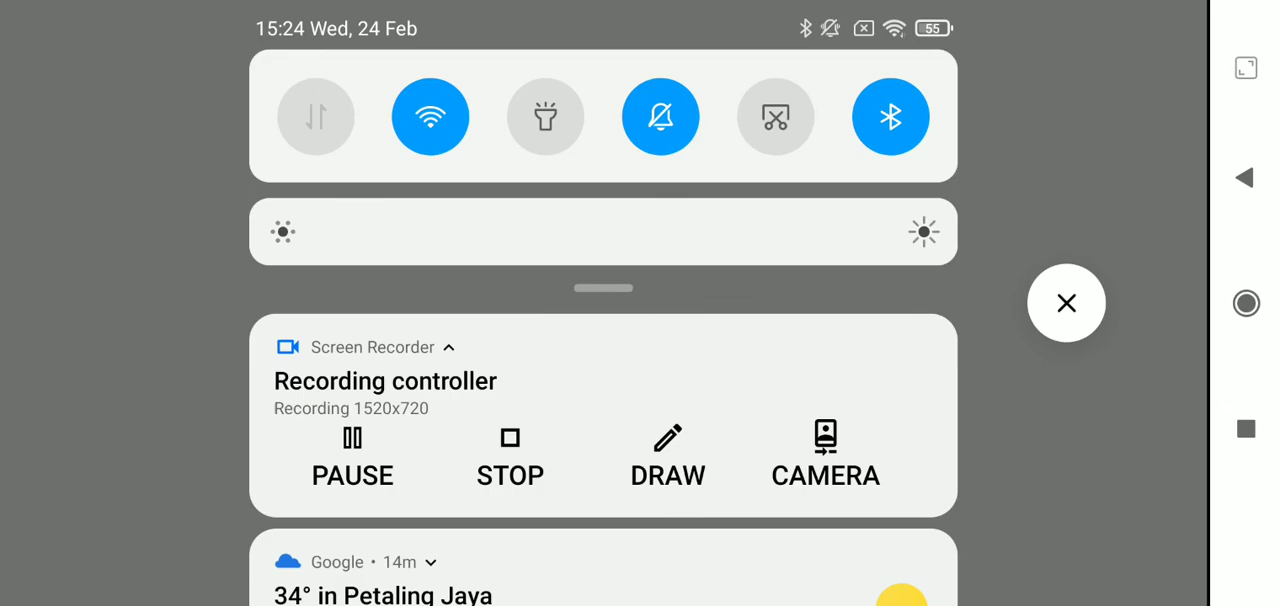 15:24 Wed, 24 Feb
55
Screen Recorder
Recording controller
Recording 1520x720
PAUSE STOP DRAW CAMERA
Google • 14m
34° in Petaling Jaya